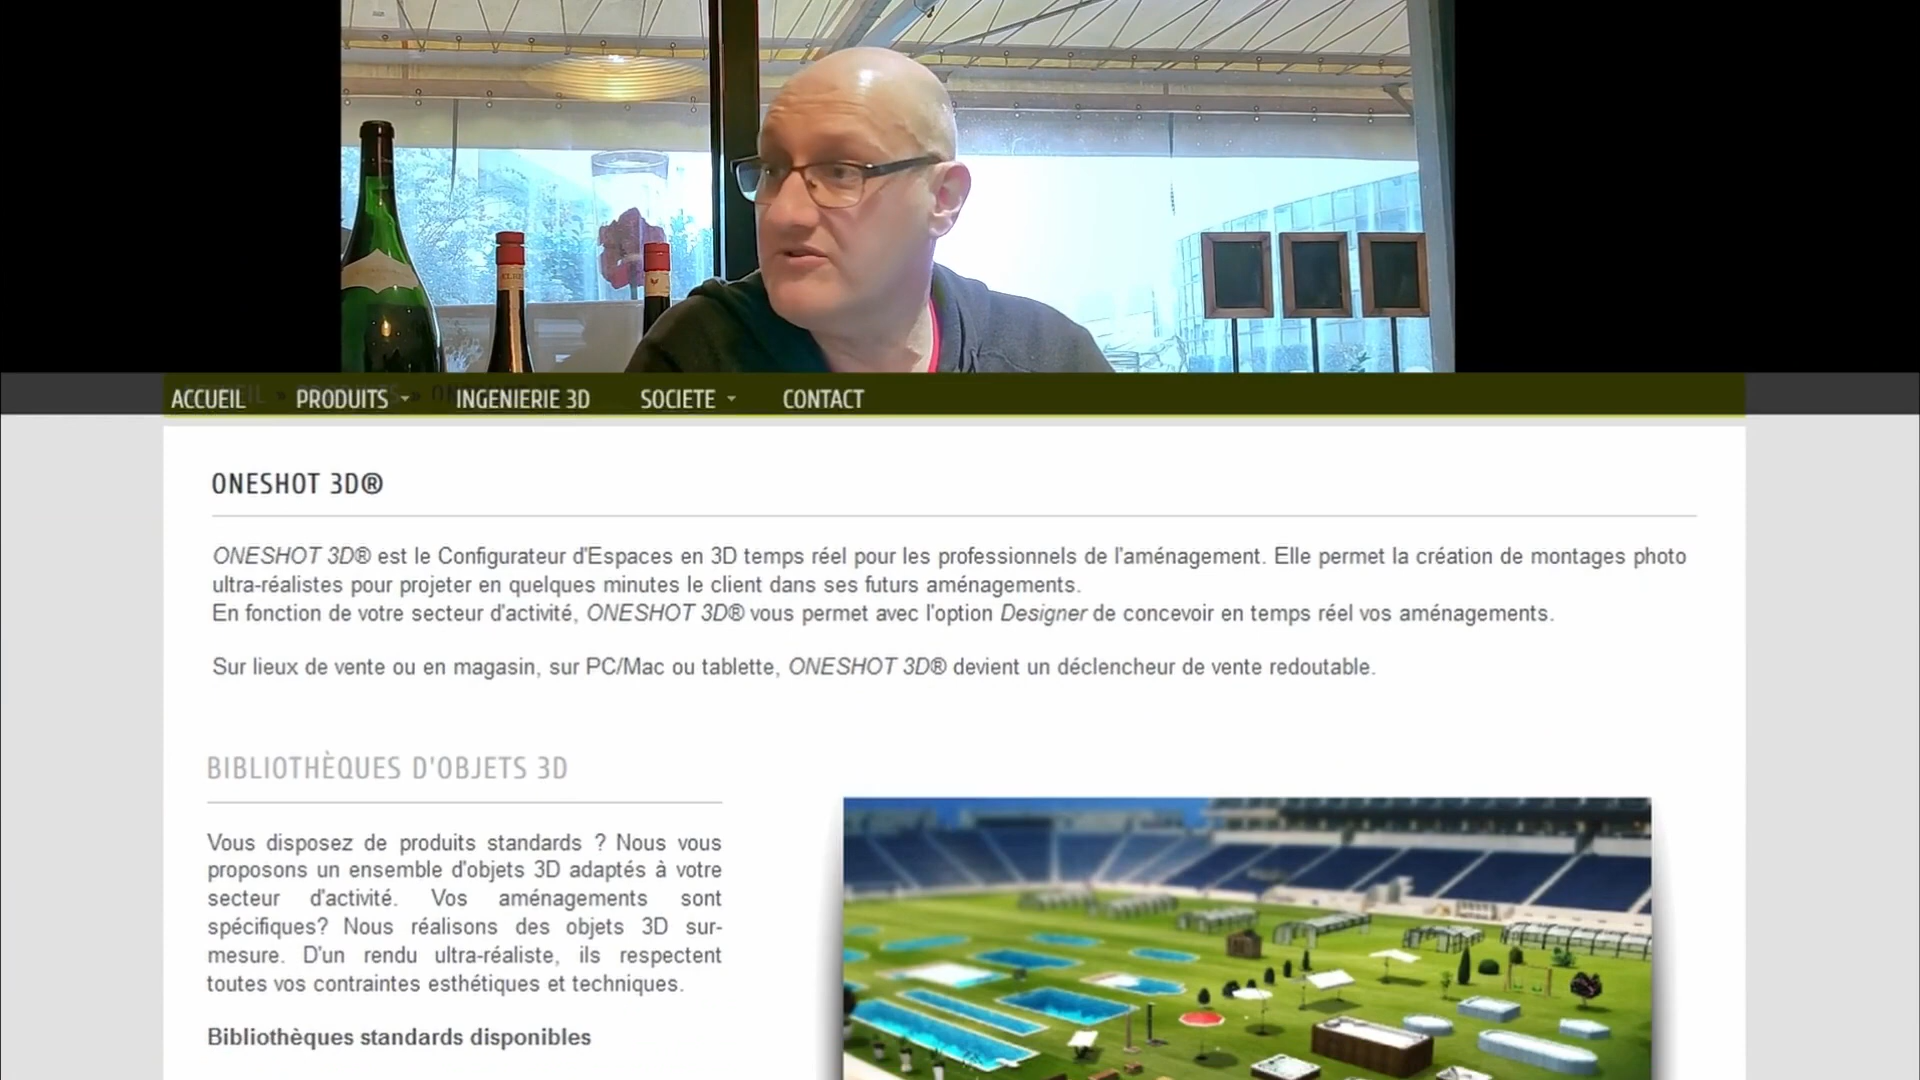 ACCUEIL PRODUITS INGENIERIE 3D SOCIETE CONTACT
ONESHOT 3D®
ONESHOT 3D® est le Configurateur d'Espaces en 3D temps réel pour les professionnels de l'aménagement. Elle permet la création de montages photo
ultra-réalistes pour projeter en quelques minutes le client dans ses futurs aménagements.
En fonction de votre secteur d'activité, ONESHOT 3D® vous permet avec l'option Designer de concevoir en temps réel vos aménagements.
Sur lieux de vente ou en magasin, sur PC/Mac ou tablette, ONESHOT 3D® devient un déclencheur de vente redoutable.
BIBLIOTHÈQUES D'OBJETS 3D
Vous disposez de produits standards ? Nous vous
proposons un ensemble d'objets 3D adaptés à votre
secteur d'activité. Vos aménagements sont
spécifiques? Nous réalisons des objets 3D sur-
mesure. D'un rendu ultra-réaliste, ils respectent
toutes vos contraintes esthétiques et techniques.
Bibliothèques standards disponibles